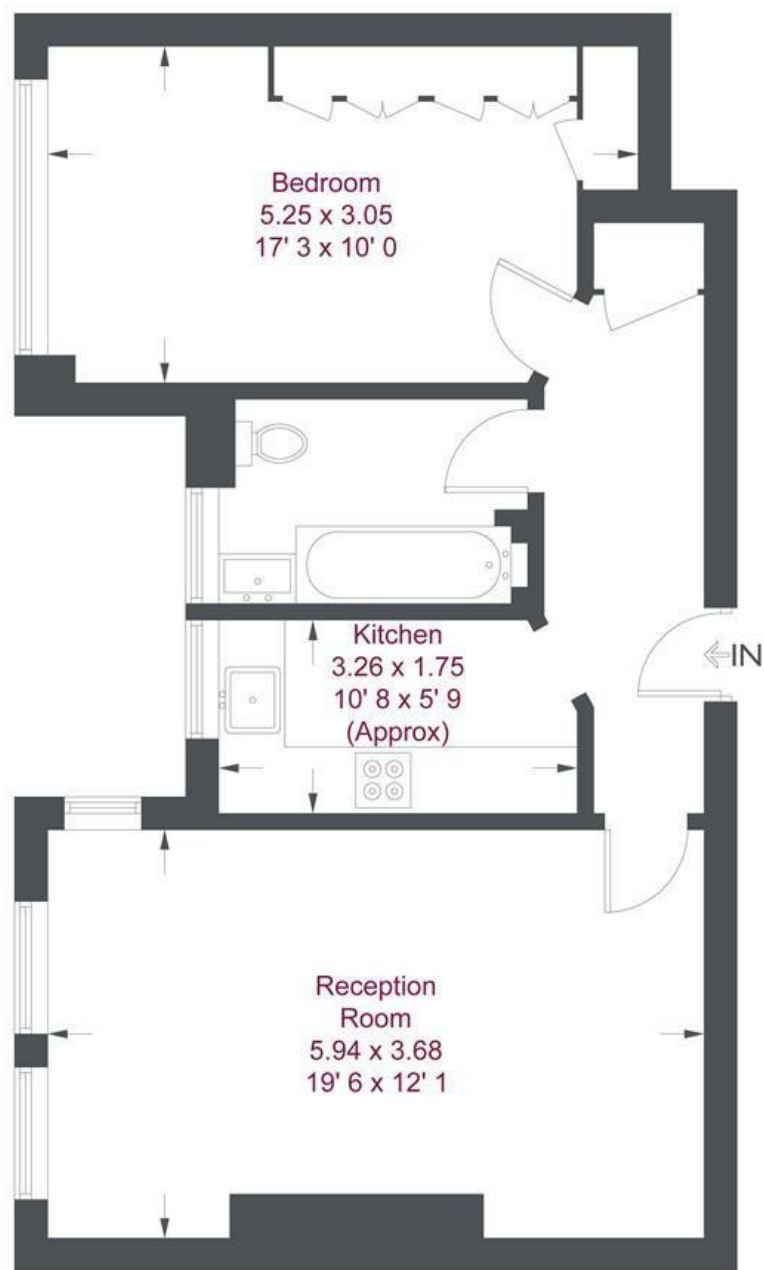 Bedroom
5.25 x 3.05
17' 3 x 10' 0
Kitchen
3.26 x 1.75
10' 8 x 5' 9
(Approx)
IN
Reception
Room
5.94 x 3.68
19' 6 x 12' 1